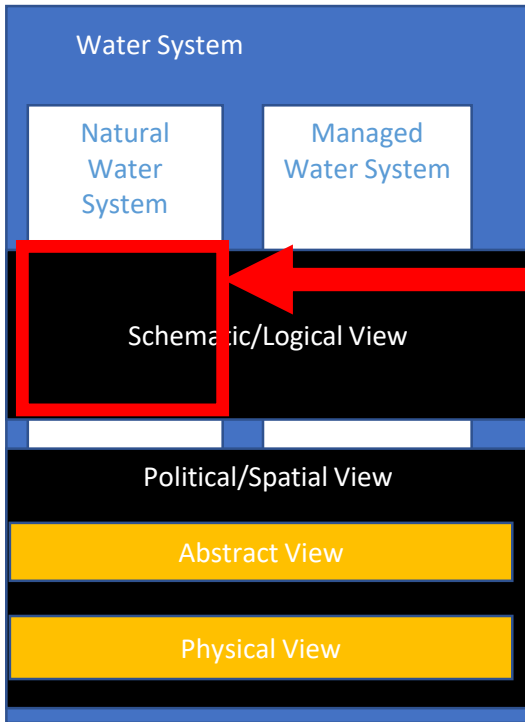 Water System
Natural
Water
System
Managed
Water System
Schematic/Logical View
Political/Spatial View
Abstract View
Physical View